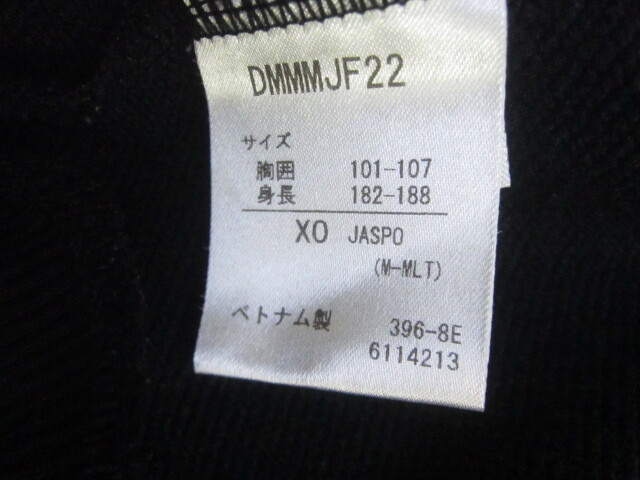 DMMMJF22
サイズ
胸囲 101-107
身長 182-188
XO JASPO
(M-MLT)
ベトナム製 396-8E
6114213